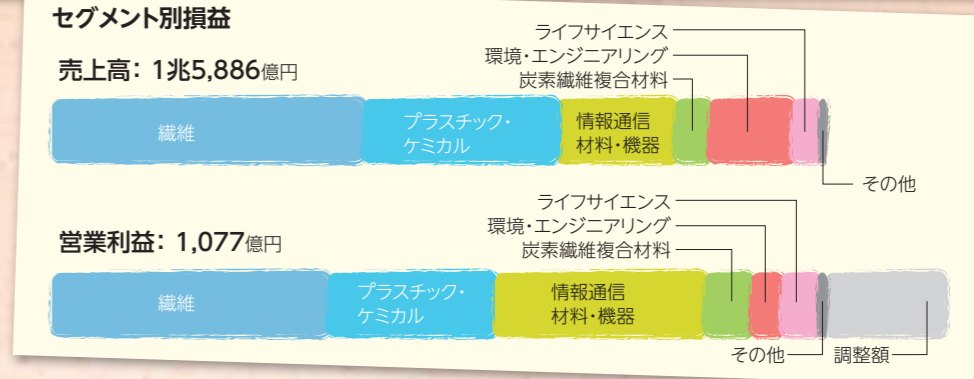 セグメント別損益
売上高: 1兆5,886億円
ライフサイエンス
環境・エンジニアリング
炭素繊維複合材料
繊維
プラスチック・
ケミカル
情報通信
材料・機器
その他
営業利益: 1,077億円
ライフサイエンス
環境・エンジニアリング
炭素繊維複合材料
繊維
プラスチック・
ケミカル
情報通信
材料・機器
その他
調整額